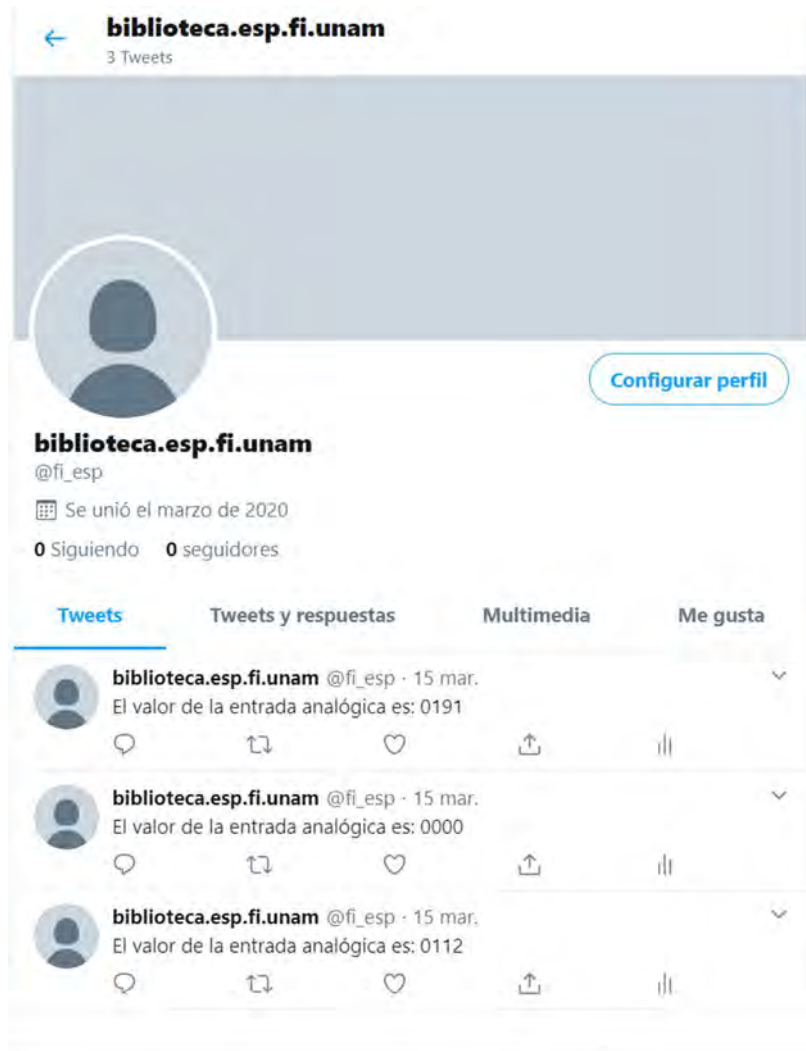 biblioteca.esp.fi.unam
3 Tweets
Configurar perfil
biblioteca.esp.fi.unam
@fi_esp
Se unió el marzo de 2020
0 Siguiendo 0 seguidores
Tweets Tweets y respuestas Multimedia Me gusta
biblioteca.esp.fi.unam @fi_esp · 15 mar.
El valor de la entrada analógica es: 0191
biblioteca.esp.fi.unam @fi_esp · 15 mar.
El valor de la entrada analógica es: 0000
biblioteca.esp.fi.unam @fi_esp · 15 mar.
El valor de la entrada analógica es: 0112